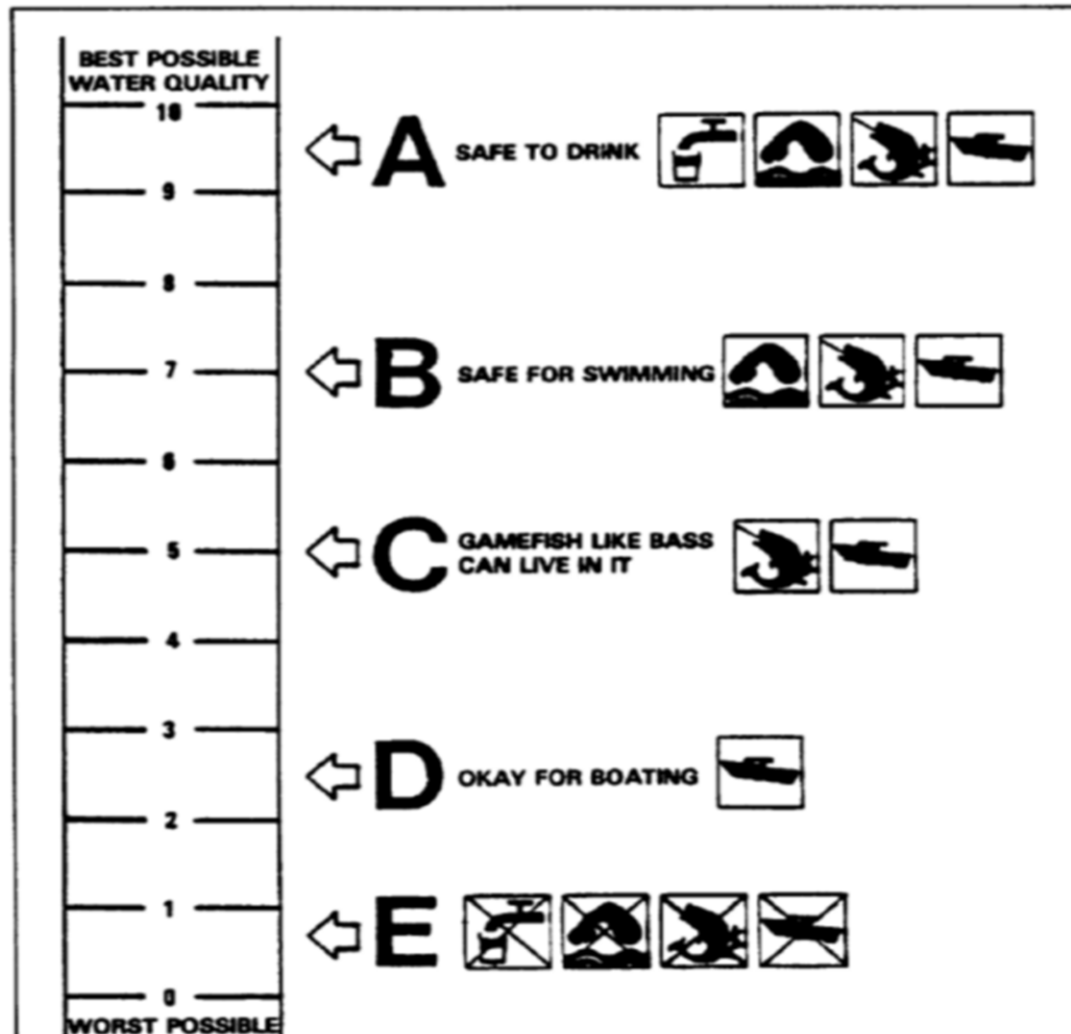 BEST POSSIBLE
WATER QUALITY
10
A SAFE TO DRINK
9
8
7
B SAFE FOR SWIMMING
6
5
C GAMEFISH LIKE BASS
CAN LIVE IN IT
4
3
D OKAY FOR BOATING
2
1
E
0
WORST POSSIBLE